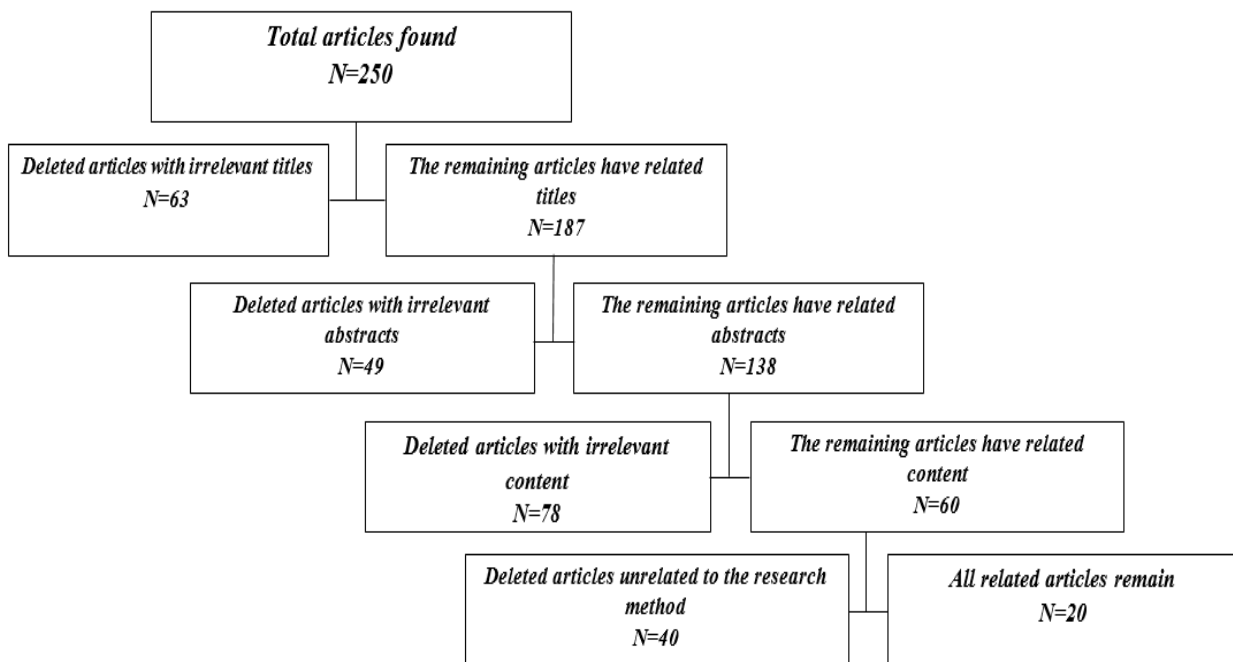 Total articles found
N=250
Deleted articles with irrelevant titles
N=63
The remaining articles have related
titles
N=187
Deleted articles with irrelevant
abstracts
N=49
The remaining articles have related
abstracts
N=138
Deleted articles with irrelevant
content
N=78
The remaining articles have related
content
N=60
Deleted articles unrelated to the research
method
N=40
All related articles remain
N=20